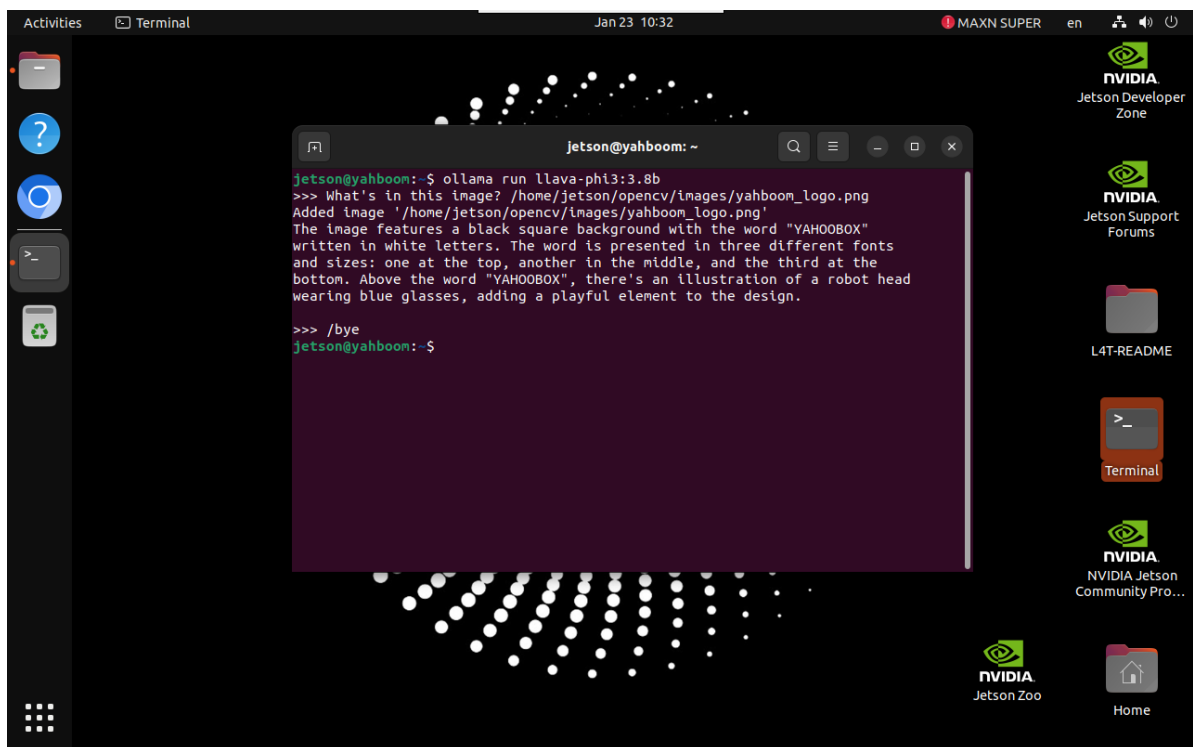 Activities
Terminal
Jan 23 10:32
MAXN SUPER
en
jetson@yahboom: ~
jetson@yahboom:~$ ollama run llava-phi3:3.8b
>>> What's in this image? /home/jetson/opencv/images/yahboom_logo.png
Added image '/home/jetson/opencv/images/yahboom_logo.png'
The image features a black square background with the word "YAHOOBOX"
written in white letters. The word is presented in three different fonts
and sizes: one at the top, another in the middle, and the third at the
bottom. Above the word "YAHOOBOX", there's an illustration of a robot head
wearing blue glasses, adding a playful element to the design.
>>> /bye
jetson@yahboom:~$
NVIDIA.
Jetson Developer
Zone
NVIDIA.
Jetson Support
Forums
L4T-README
>_
Terminal
NVIDIA.
NVIDIA Jetson
Community Pro...
NVIDIA.
Jetson Zoo
Home